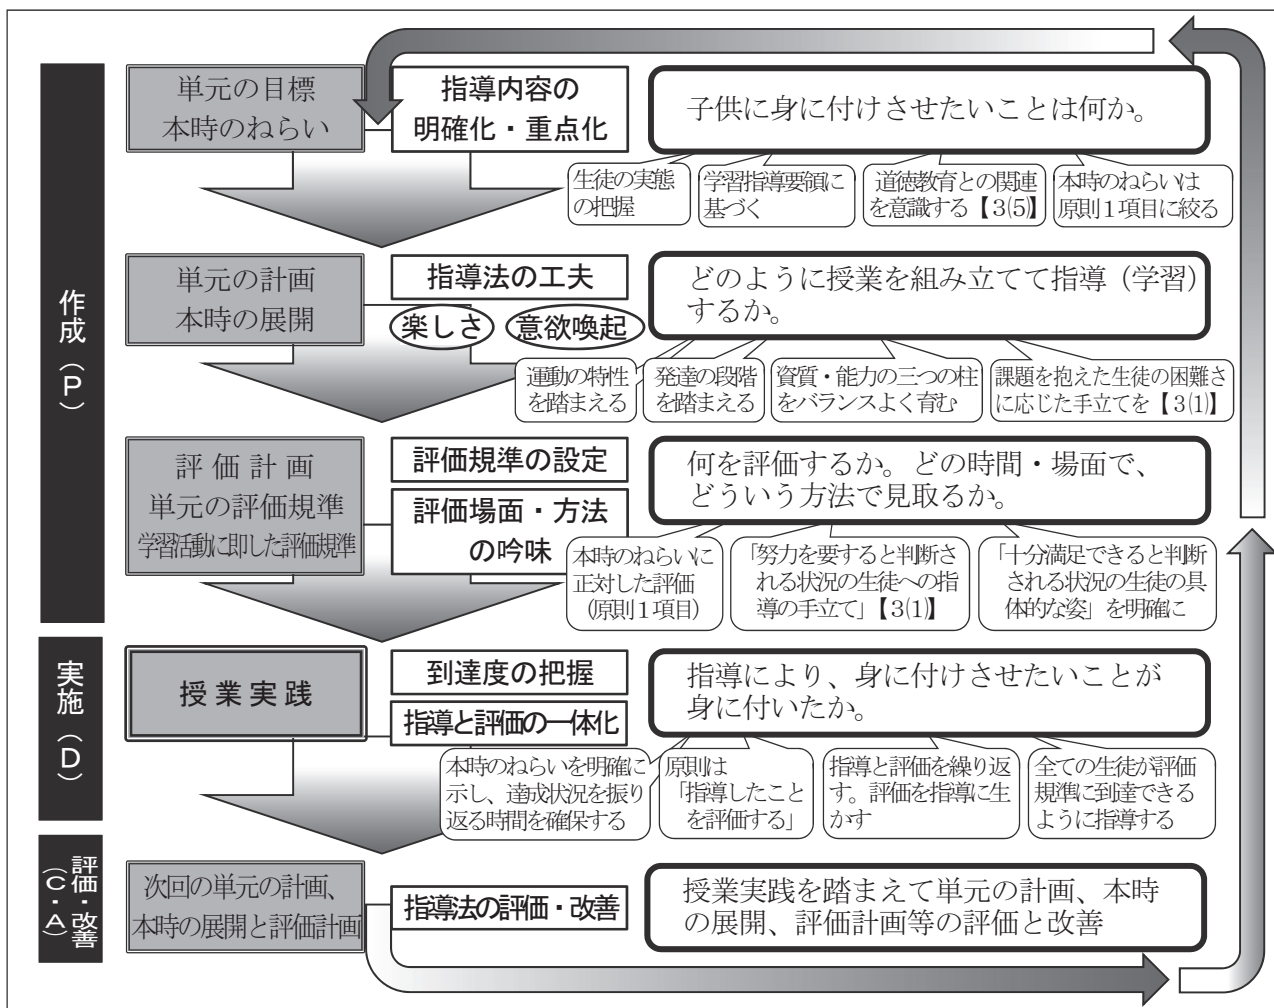 作成（P）
単元の目標
本時のねらい
指導内容の
明確化・重点化
子供に身に付けさせたいことは何か。
生徒の実態
の把握
学習指導要領に
基づく
道徳教育との関連
を意識する【３⑸】
本時のねらいは
原則１項目に絞る
単元の計画
本時の展開
指導法の工夫
楽しさ
意欲喚起
どのように授業を組み立てて指導（学習）
するか。
運動の特性
を踏まえる
発達の段階
を踏まえる
資質・能力の三つの柱
をバランスよく育む
課題を抱えた生徒の困難さ
に応じた手立てを【３⑴】
評価計画
単元の評価規準
学習活動に即した評価規準
評価規準の設定
評価場面・方法
の吟味
何を評価するか。どの時間・場面で、
どういう方法で見取るか。
本時のねらいに
正対した評価
（原則１項目）
「努力を要すると判断さ
れる状況の生徒への指
導の手立て」【３⑴】
「十分満足できると判断
される状況の生徒の具
体的な姿」を明確に
実施（D）
授業実践
到達度の把握
指導と評価の一体化
指導により、身に付けさせたいことが
身に付いたか。
本時のねらいを明確に
示し、達成状況を振り
返る時間を確保する
原則は
「指導したこと
を評価する」
指導と評価を繰り返
す。評価を指導に生
かす
全ての生徒が評価
規準に到達できる
ように指導する
評価・改善
（C・A）
次回の単元の計画、
本時の展開と評価計画
指導法の評価・改善
授業実践を踏まえて単元の計画、本時
の展開、評価計画等の評価と改善